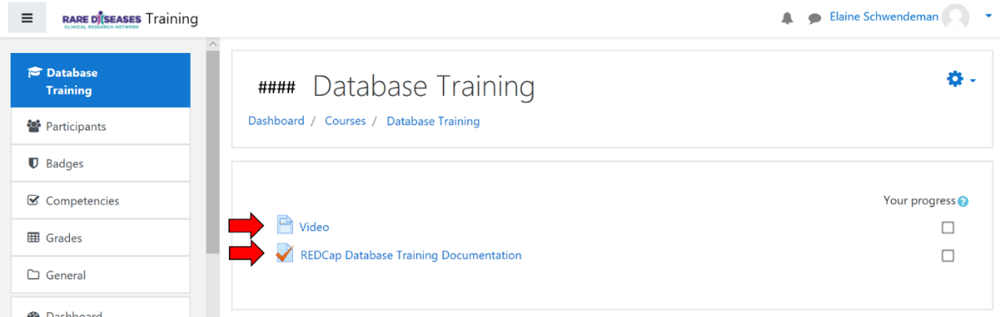 RARE DISEASES Training
CLINICAL RESEARCH NETWORK
Elaine Schwendeman
Database
Training
Participants
Badges
Competencies
Grades
General
Dashboard
#### Database Training
Dashboard / Courses / Database Training
Your progress
Video
REDCap Database Training Documentation